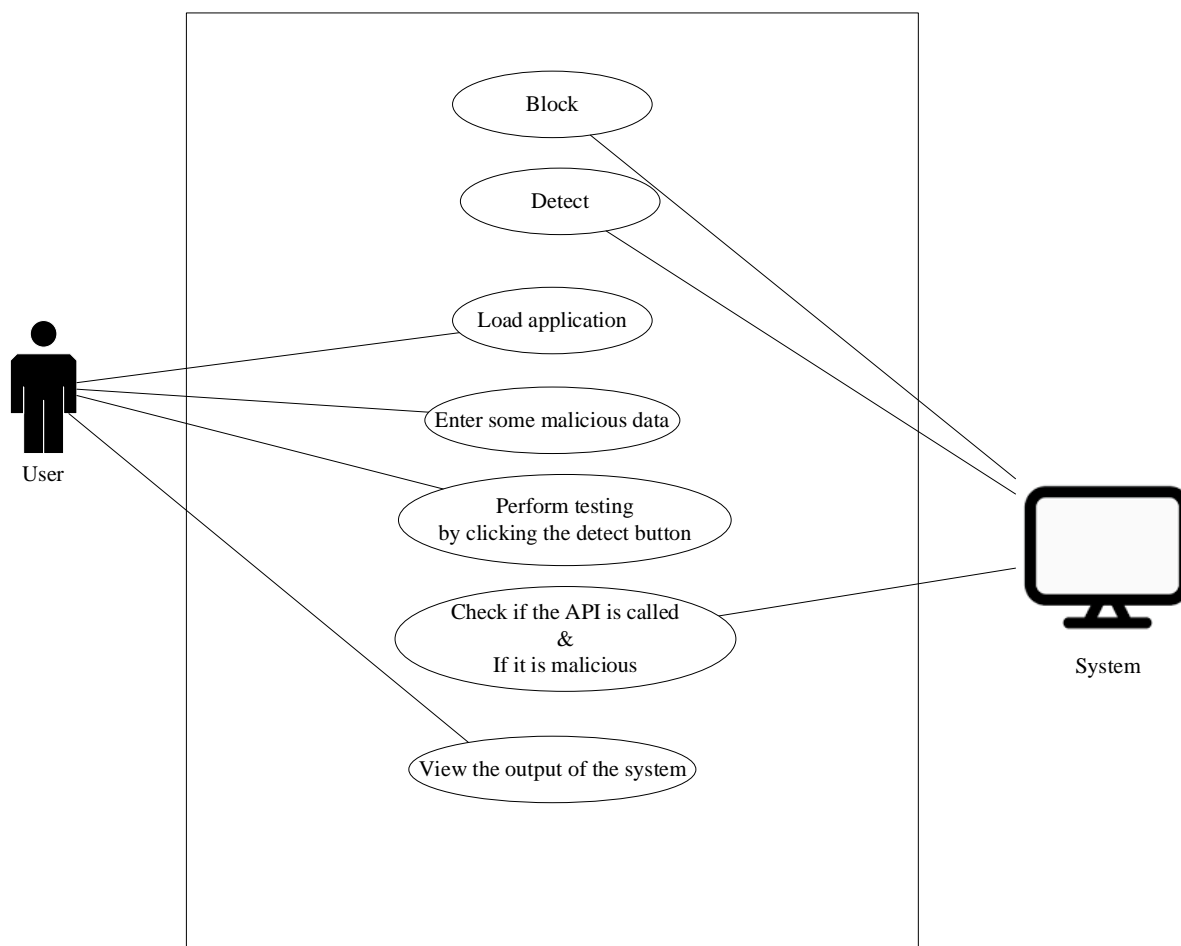 Block
Detect
Load application
Enter some malicious data
User
Perform testing
by clicking the detect button
Check if the API is called
&
If it is malicious
System
View the output of the system